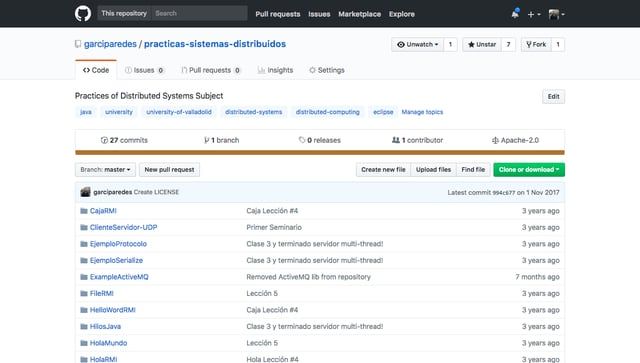 This repository Search Pull requests Issues Marketplace Explore
garciparedes / practicas-sistemas-distribuidos Unwatch 1 Unstar 7 Fork 1
Code Issues 0 Pull requests 0 Insights Settings
Practices of Distributed Systems Subject Edit
java university university-of-valladolid distributed-systems distributed-computing eclipse Manage topics
27 commits 1 branch 0 releases 1 contributor Apache-2.0
Branch: master New pull request Create new file Upload files Find file Clone or download
garciparedes Create LICENSE Latest commit 994c677 on 1 Nov 2017
CajaRMI Caja Lección #4 3 years ago
ClienteServidor-UDP Primer Seminario 3 years ago
EjemploProtocolo Clase 3 y terminado servidor multi-thread! 3 years ago
EjemploSerialize Clase 3 y terminado servidor multi-thread! 3 years ago
ExampleActiveMQ Removed ActiveMQ lib from repository 7 months ago
FileRMI Lección 5 3 years ago
HelloWordRMI Caja Lección #4 3 years ago
HilosJava Clase 3 y terminado servidor multi-thread! 3 years ago
HolaMundo Lección 5 3 years ago
HolaRMI Hola Lección #4 3 years ago